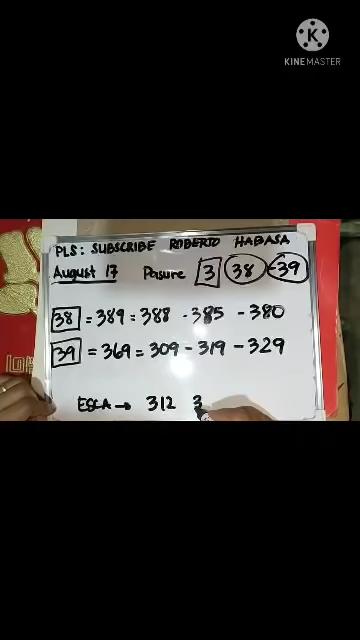 K
KINEMASTER
PLS: SUBSCRIBE ROBERTO HABASA
August 17 Pasure 3 38 - 39
38 = 389 = 388 - 385 - 380
39 = 369 = 309 - 319 - 329
ESCA → 312 3